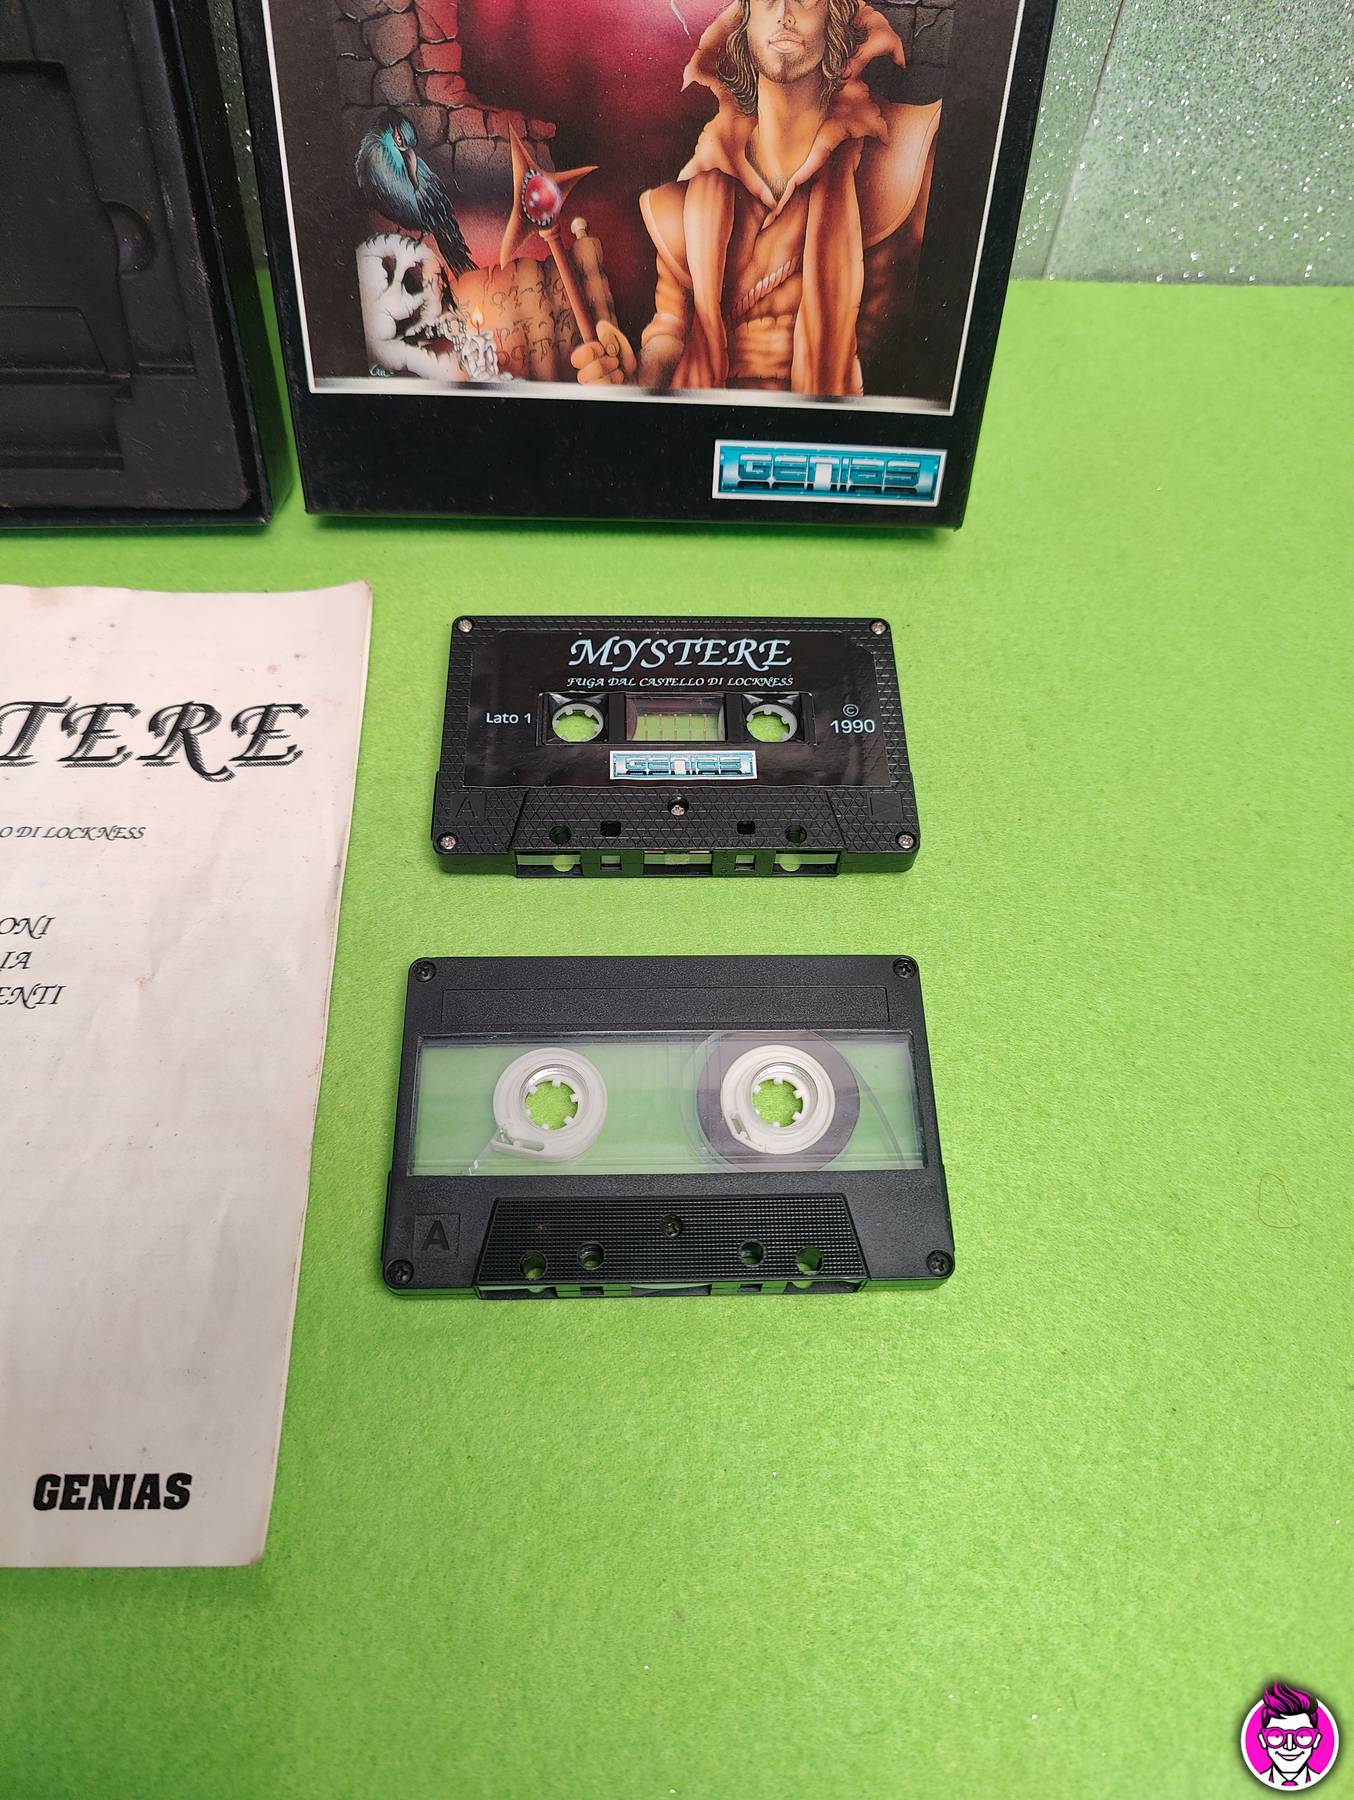 GENIAS
MYSTERE
FUGA DAL CASTELLO DI LOCKNESS
Lato 1
©
1990
GENIAS
A
TERE
O DI LOCKNESS
ONI
IA
ENTI
GENIAS
A